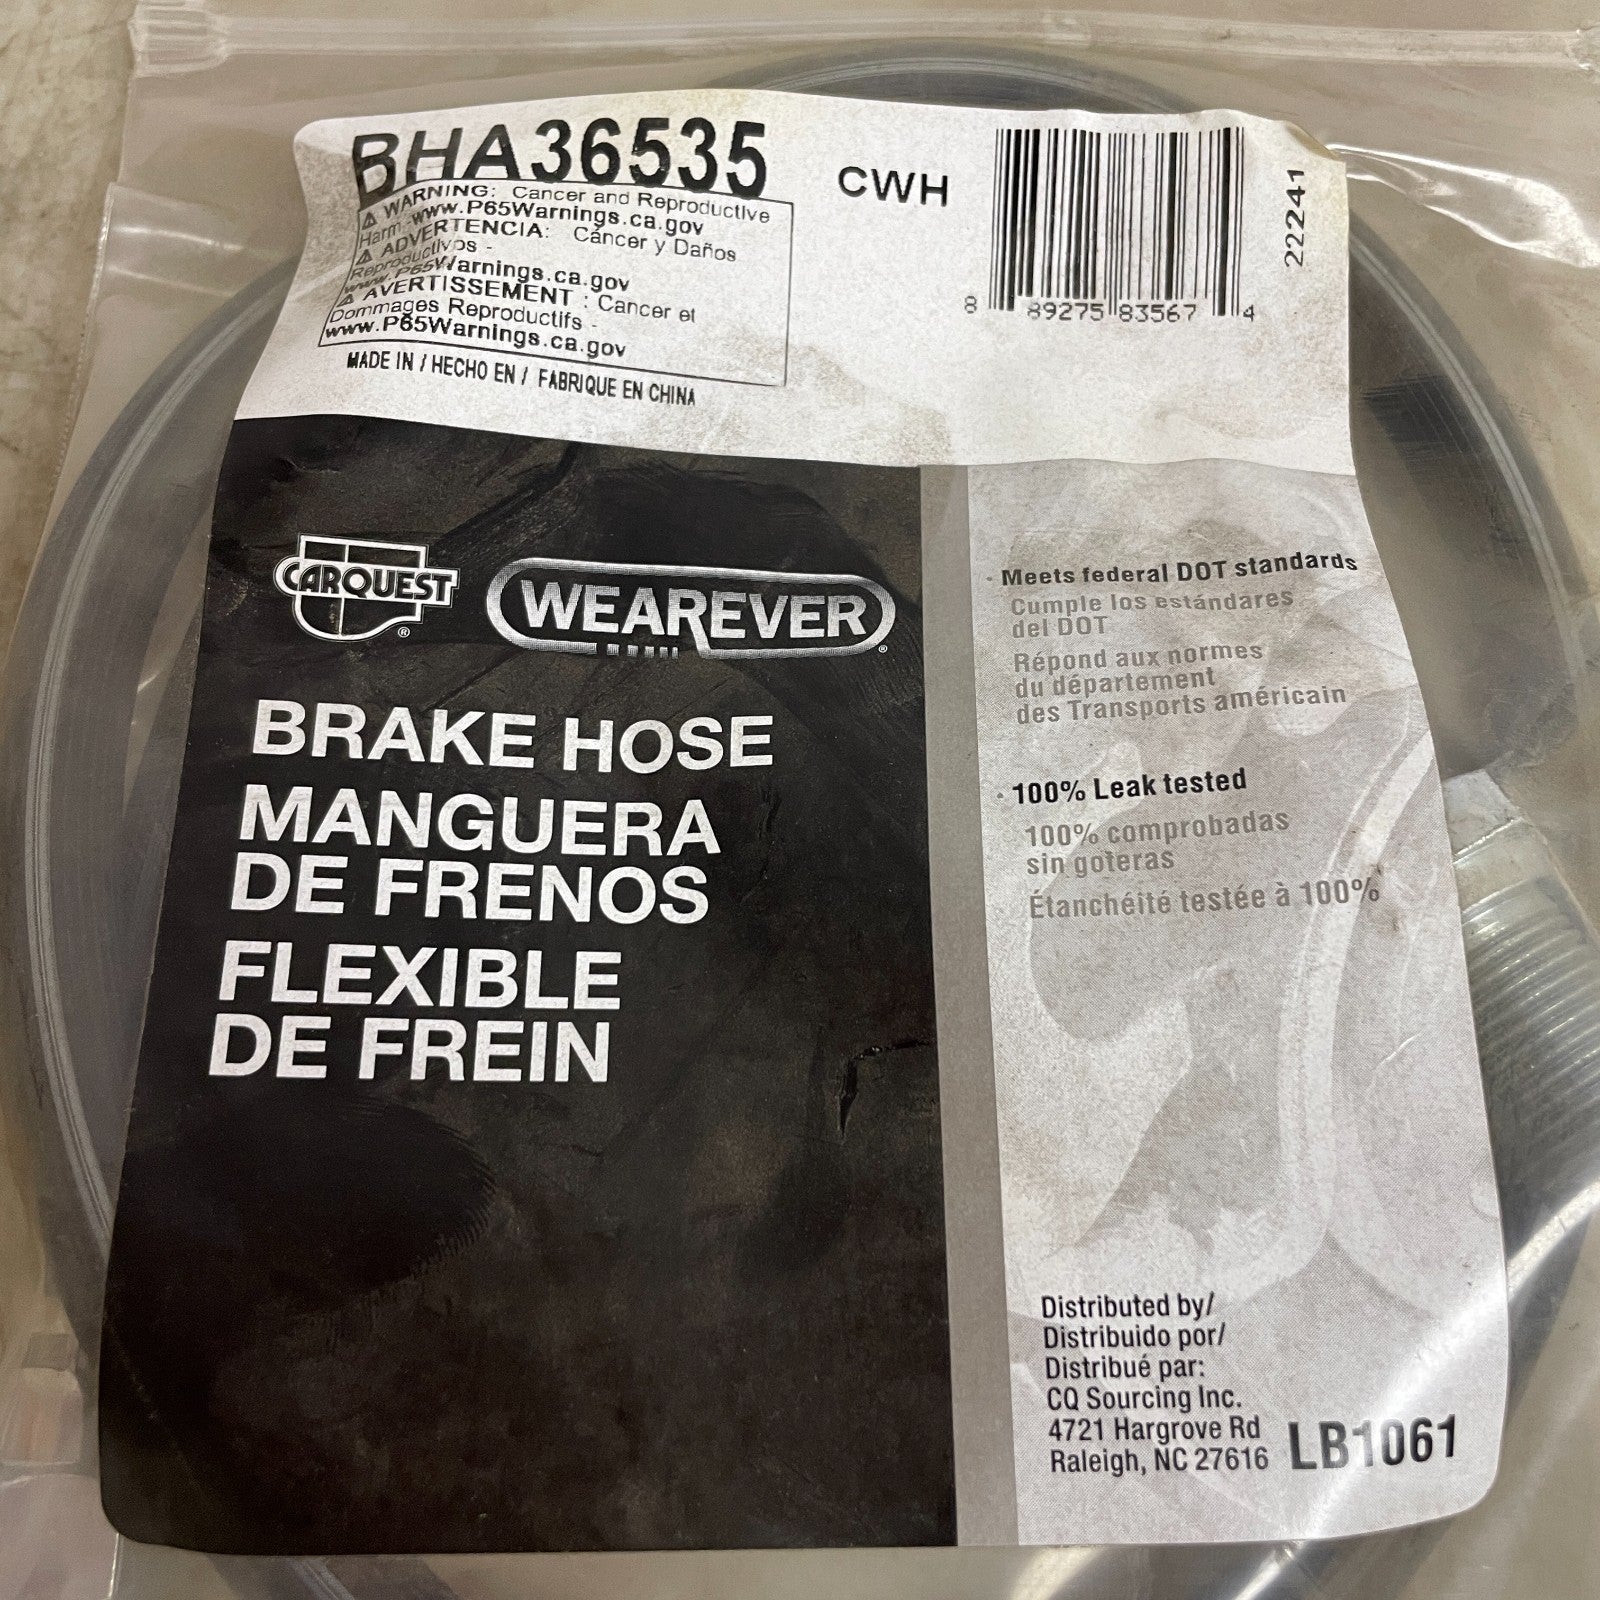 BHA36535
CWH
⚠ WARNING: Cancer and Reproductive
Harm - www.P65Warnings.ca.gov
⚠ ADVERTENCIA: Cáncer y Daños
Reproductivos -
www.P65Warnings.ca.gov
⚠ AVERTISSEMENT : Cancer et
Dommages Reproductifs -
www.P65Warnings.ca.gov
MADE IN / HECHO EN / FABRIQUE EN CHINA
8 89275 83567 4
22241
CARQUEST®
WEAREVER®
BRAKE HOSE
MANGUERA
DE FRENOS
FLEXIBLE
DE FREIN
· Meets federal DOT standards
Cumple los estándares
del DOT
Répond aux normes
du département
des Transports américain
· 100% Leak tested
100% comprobadas
sin goteras
Étanchéité testée à 100%
Distributed by/
Distribuido por/
Distribué par:
CQ Sourcing Inc.
4721 Hargrove Rd
Raleigh, NC 27616
LB1061